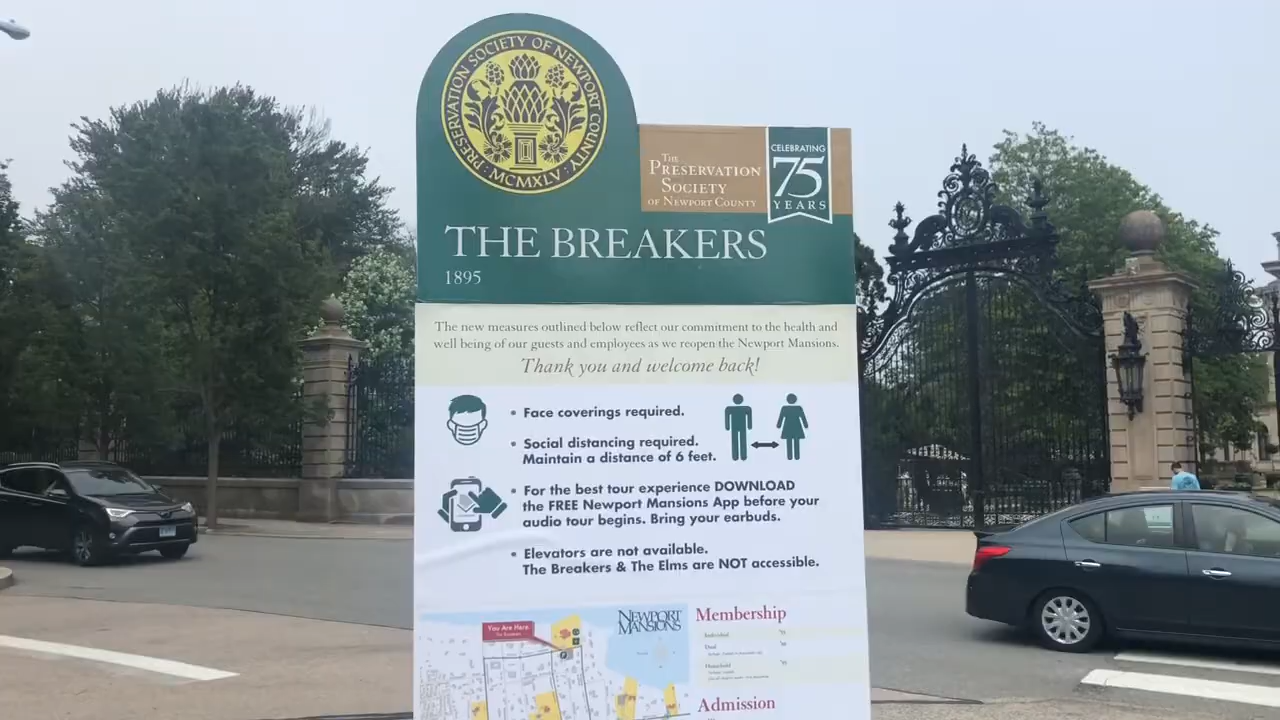 PRESERVATION SOCIETY OF NEWPORT COUNTY
MCMXLV
THE
PRESERVATION
SOCIETY
OF NEWPORT COUNTY
CELEBRATING
75
YEARS
THE BREAKERS
1895
The new measures outlined below reflect our commitment to the health and
well being of our guests and employees as we reopen the Newport Mansions.
Thank you and welcome back!
• Face coverings required.
• Social distancing required.
Maintain a distance of 6 feet.
• For the best tour experience DOWNLOAD
the FREE Newport Mansions App before your
audio tour begins. Bring your earbuds.
• Elevators are not available.
The Breakers & The Elms are NOT accessible.
You Are Here
The Breakers
NEWPORT
MANSIONS
Membership
Individual
Dual
Household
Admission